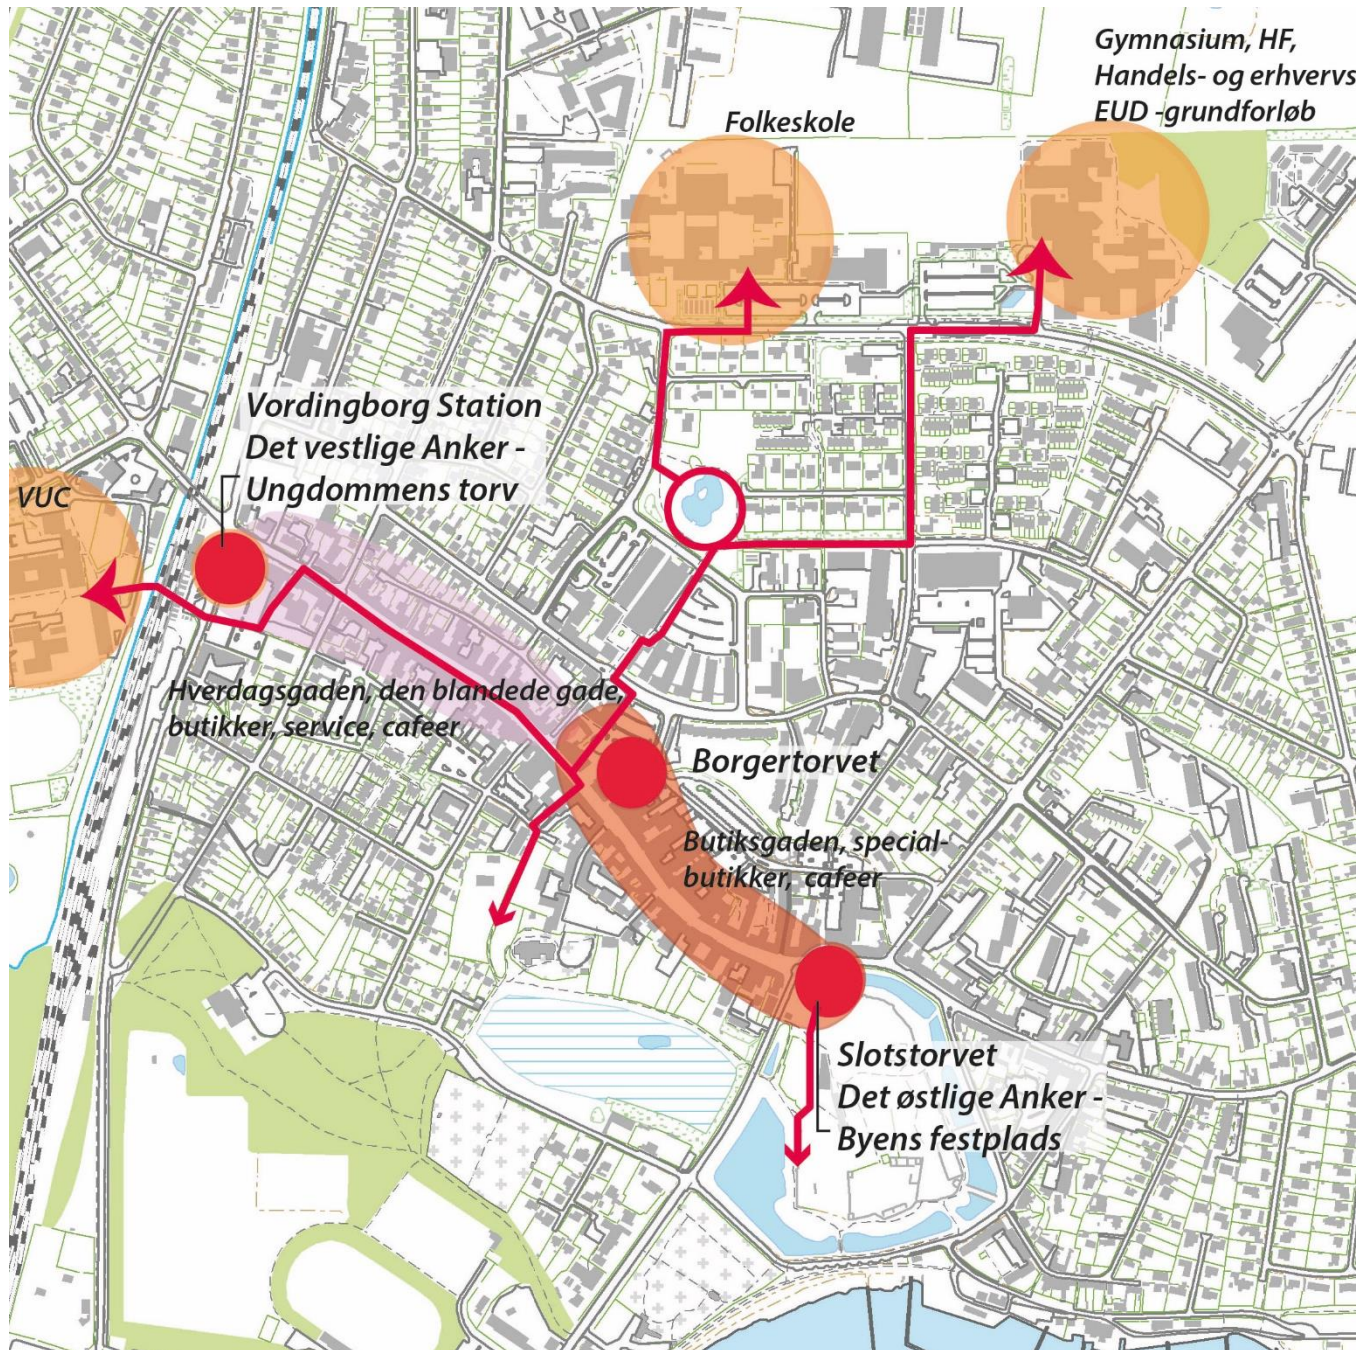 Gymnasium, HF,
Handels- og erhvervs
EUD -grundforløb
Folkeskole
Vordingborg Station
Det vestlige Anker -
Ungdommens torv
VUC
Hverdagsgaden, den blandede gade,
butikker, service, cafeer
Borgertorvet
Butiksgaden, special-
butikker, cafeer
Slotstorvet
Det østlige Anker -
Byens festplads